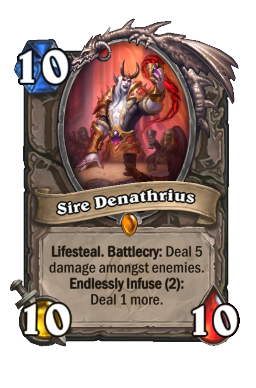 10
Sire Denathrius
Lifesteal. Battlecry: Deal 5
damage amongst enemies.
Endlessly Infuse (2):
Deal 1 more.
10
10